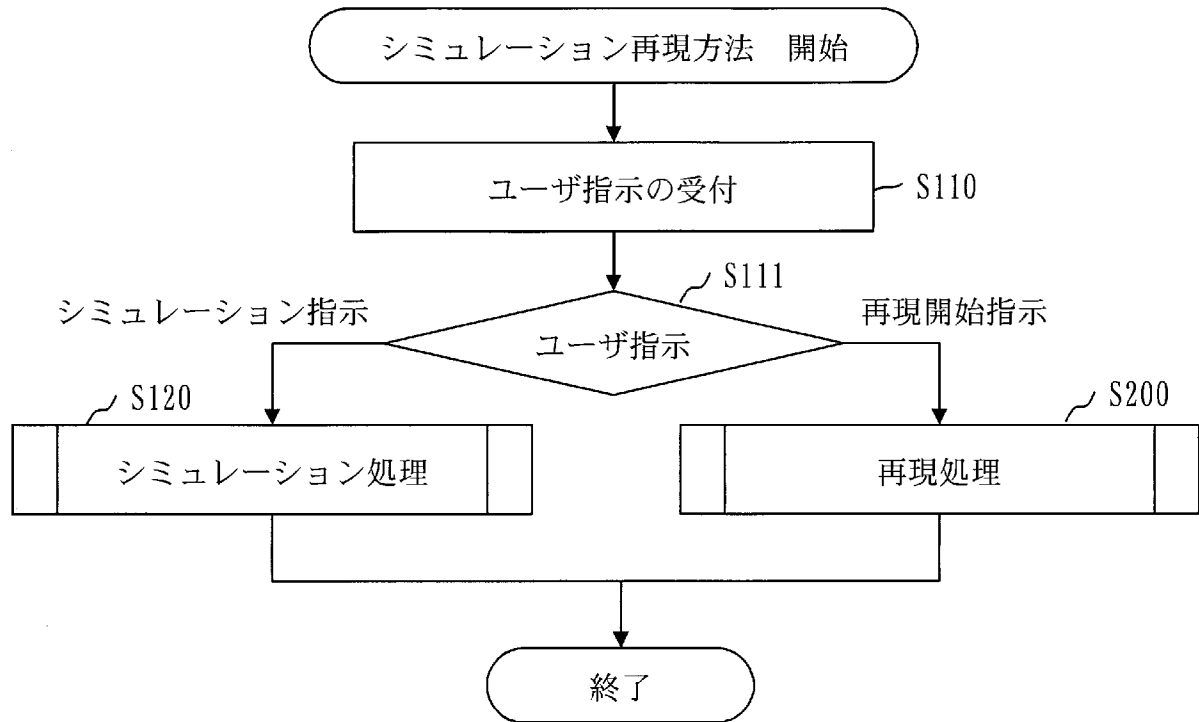 シミュレーション再現方法　開始
ユーザ指示の受付
S110
S111
シミュレーション指示
ユーザ指示
再現開始指示
S120
S200
シミュレーション処理
再現処理
終了